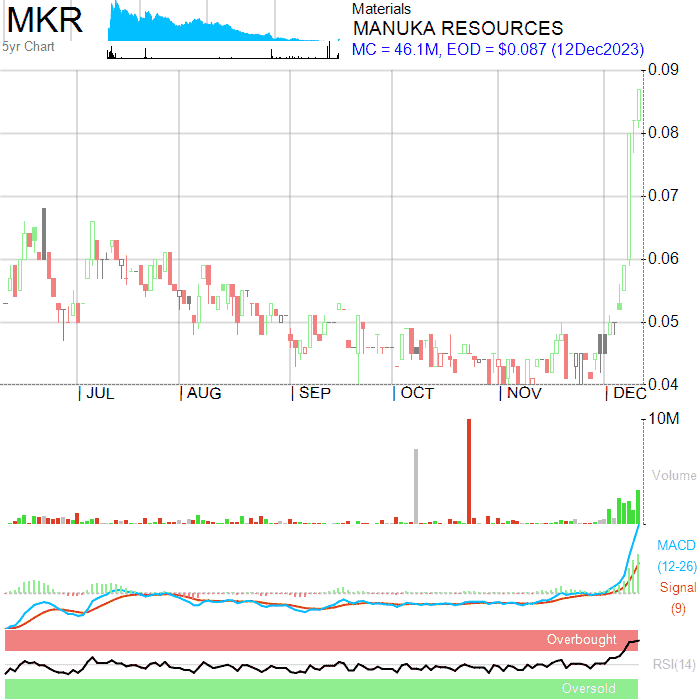 MKR
5yr Chart
Materials
MANUKA RESOURCES
MC = 46.1M, EOD = $0.087 (12Dec2023)
0.09
0.08
0.07
0.06
0.05
0.04
JUL
AUG
SEP
OCT
NOV
DEC
10M
Volume
MACD
(12-26)
Signal
(9)
Overbought
RSI(14)
Oversold